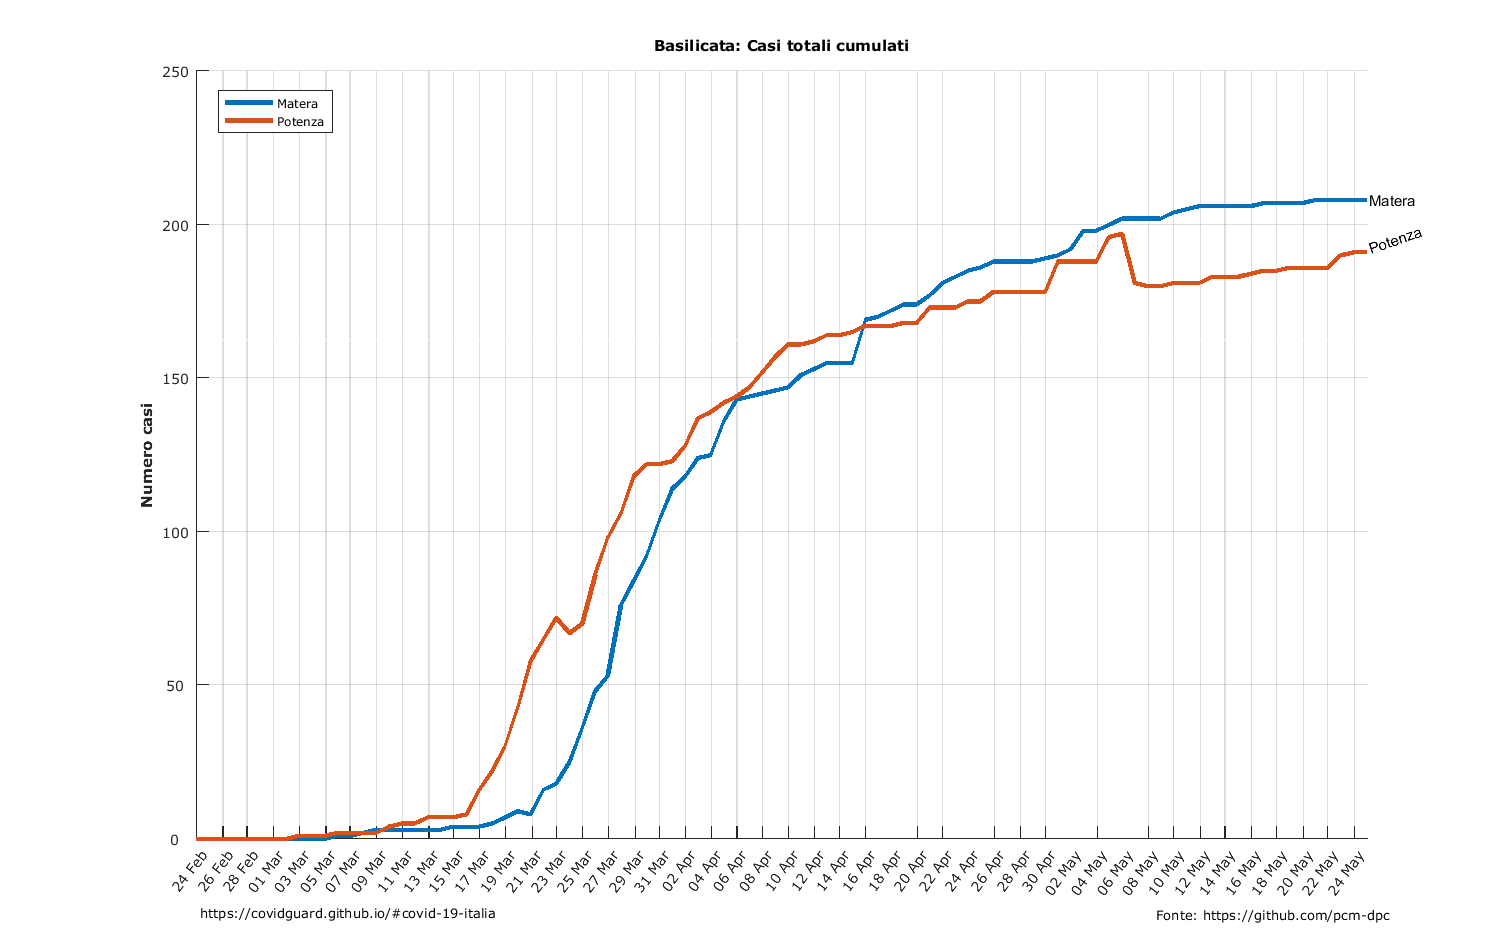 Basilicata: Casi totali cumulati
250
200
150
100
50
0
Numero casi
Matera
Potenza
Matera
Potenza
24 Feb
26 Feb
28 Feb
01 Mar
03 Mar
05 Mar
07 Mar
09 Mar
11 Mar
13 Mar
15 Mar
17 Mar
19 Mar
21 Mar
23 Mar
25 Mar
27 Mar
29 Mar
31 Mar
02 Apr
04 Apr
06 Apr
08 Apr
10 Apr
12 Apr
14 Apr
16 Apr
18 Apr
20 Apr
22 Apr
24 Apr
26 Apr
28 Apr
30 Apr
02 May
04 May
06 May
08 May
10 May
12 May
14 May
16 May
18 May
20 May
22 May
24 May
https://covidguard.github.io/#covid-19-italia
Fonte: https://github.com/pcm-dpc